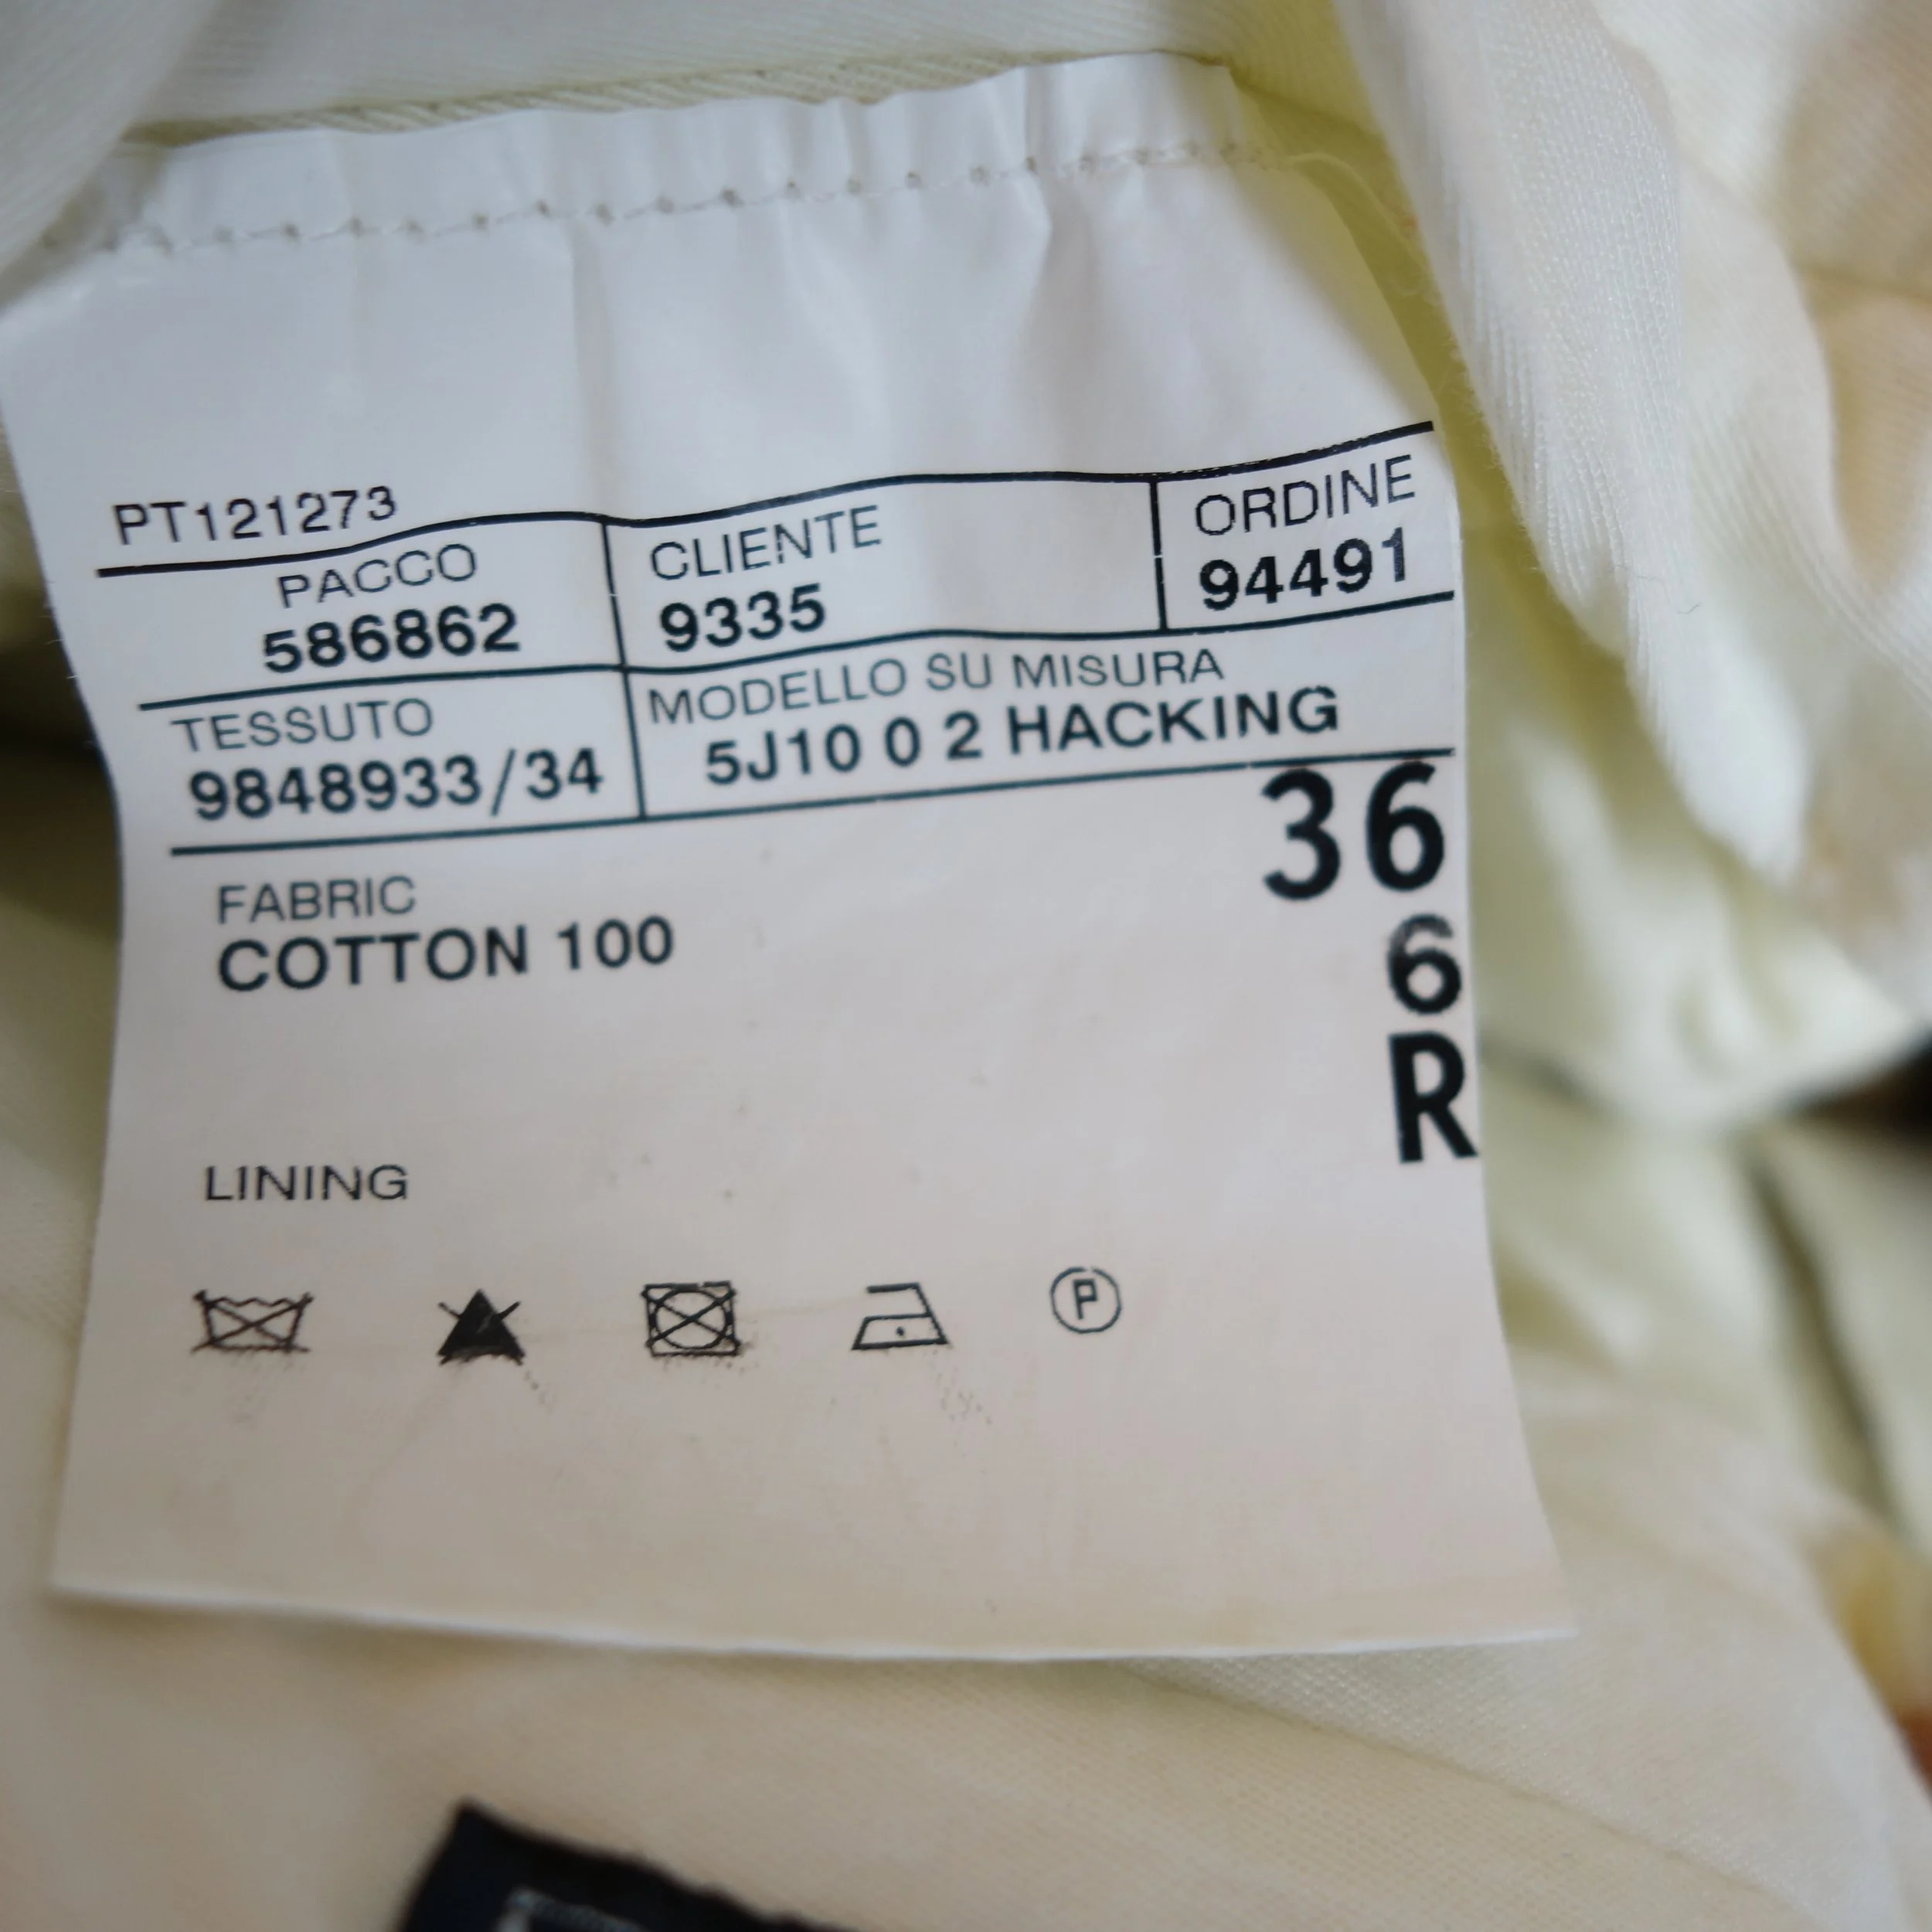 PT121273
PACCO CLIENTE ORDINE
586862 9335 94491
TESSUTO MODELLO SU MISURA
9848933/34 5J10 0 2 HACKING
36
FABRIC
COTTON 100
6
R
LINING
P